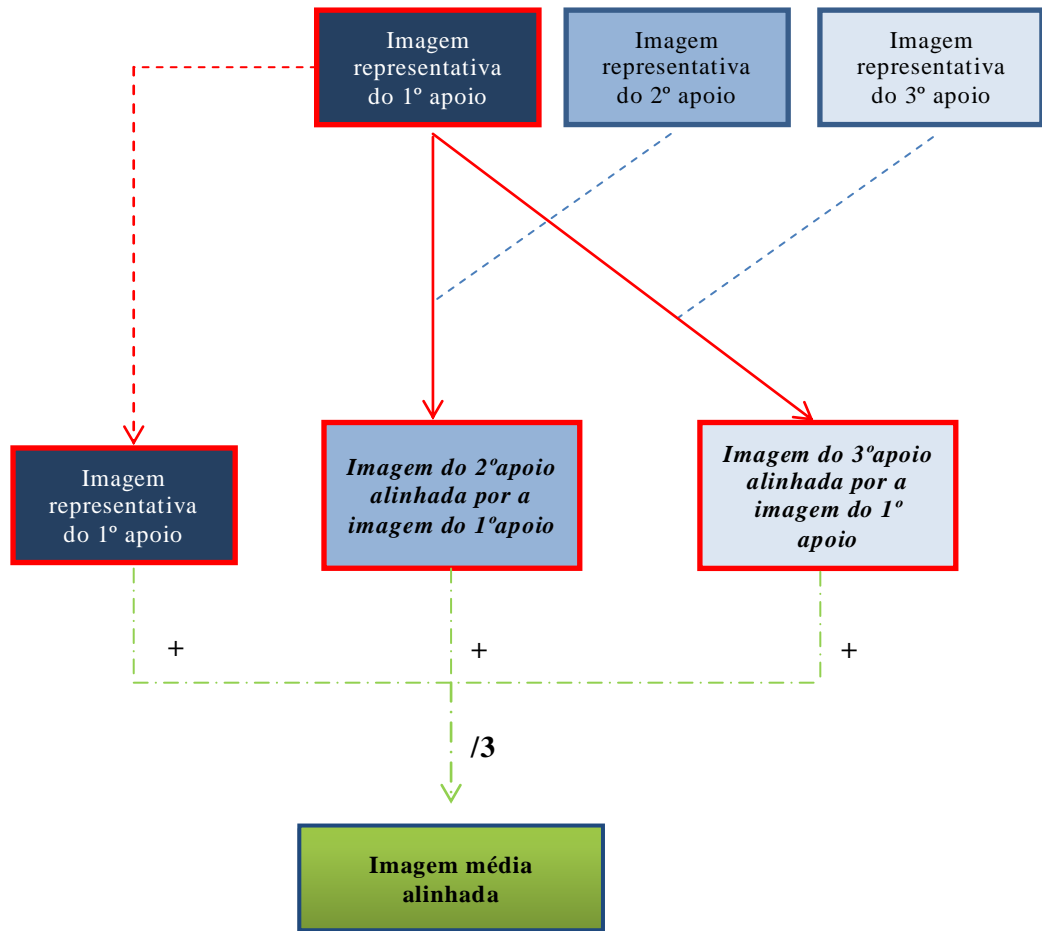 Imagem
representativa
do 1º apoio
Imagem
representativa
do 2º apoio
Imagem
representativa
do 3º apoio
Imagem
representativa
do 1º apoio
Imagem do 2ºapoio
alinhada por a
imagem do 1ºapoio
Imagem do 3ºapoio
alinhada por a
imagem do 1º
apoio
+
+
+
/3
Imagem média
alinhada